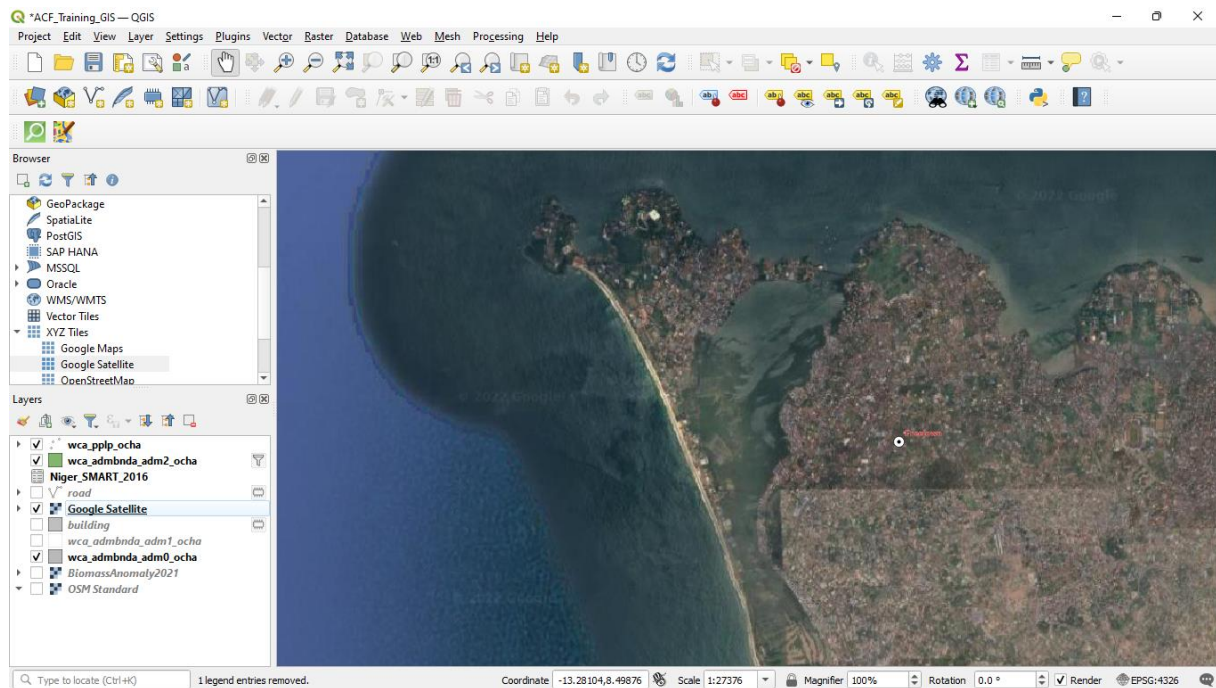 *ACF_Training_GIS — QGIS
Project Edit View Layer Settings Plugins Vector Raster Database Web Mesh Processing Help
Browser
GeoPackage
SpatiaLite
PostGIS
SAP HANA
MSSQL
Oracle
WMS/WMTS
Vector Tiles
XYZ Tiles
Google Maps
Google Satellite
OpenStreetMap
Layers
wca_pplp_ocha
wca_admbnda_adm2_ocha
Niger_SMART_2016
road
Google Satellite
building
wca_admbnda_adm1_ocha
wca_admbnda_adm0_ocha
BiomassAnomaly2021
OSM Standard
© 2022 Google
© 2022 Google
Type to locate (Ctrl+K) 1 legend entries removed. Coordinate -13.28104,8.49876 Scale 1:27376 Magnifier 100% Rotation 0.0 ° Render EPSG:4326